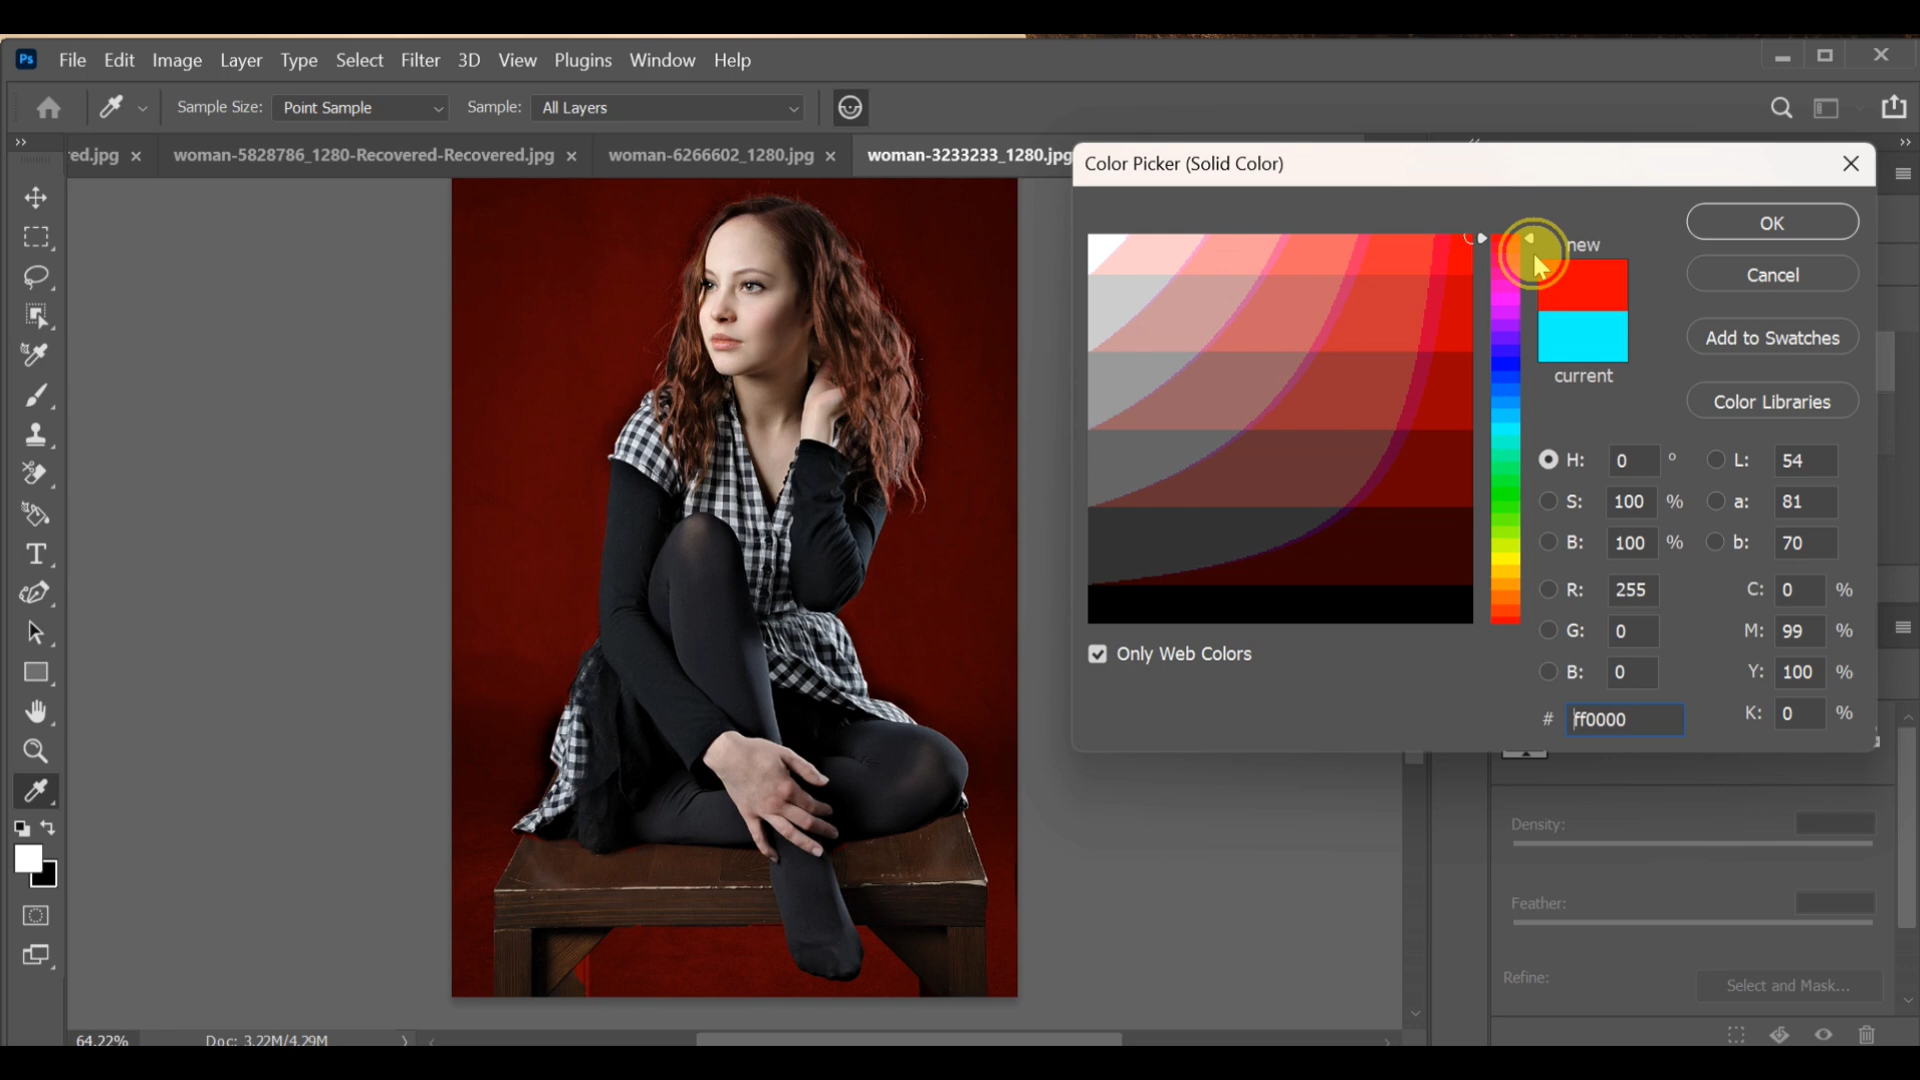 Ps File Edit Image Layer Type Select Filter 3D View Plugins Window Help
Sample Size: Point Sample Sample: All Layers
ed.jpg × woman-5828786_1280-Recovered-Recovered.jpg × woman-6266602_1280.jpg × woman-3233233_1280.jpg
Color Picker (Solid Color)
new
current
OK
Cancel
Add to Swatches
Color Libraries
H: 0 ° L: 54
S: 100 % a: 81
B: 100 % b: 70
R: 255 C: 0 %
G: 0 M: 99 %
B: 0 Y: 100 %
# ff0000 K: 0 %
Only Web Colors
Density:
Feather:
Refine: Select and Mask...
64.22% Doc: 3.22M/4.29M